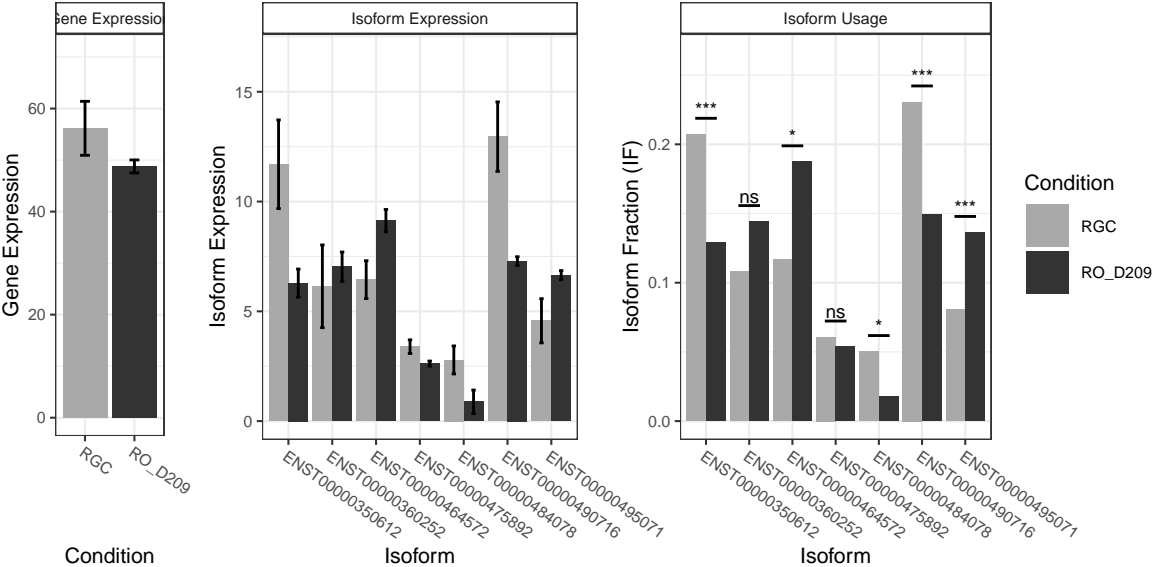 Gene Expression
Isoform Expression
Isoform Usage
Gene Expression
60
40
20
0
RGC
RO_D209
Condition
Isoform Expression
15
10
5
0
ENST00000350612
ENST00000360252
ENST00000464572
ENST00000475892
ENST00000484078
ENST00000490716
ENST00000495071
Isoform
Isoform Fraction (IF)
0.2
0.1
0.0
***
ns
*
ns
*
***
***
ENST00000350612
ENST00000360252
ENST00000464572
ENST00000475892
ENST00000484078
ENST00000490716
ENST00000495071
Isoform
Condition
RGC
RO_D209